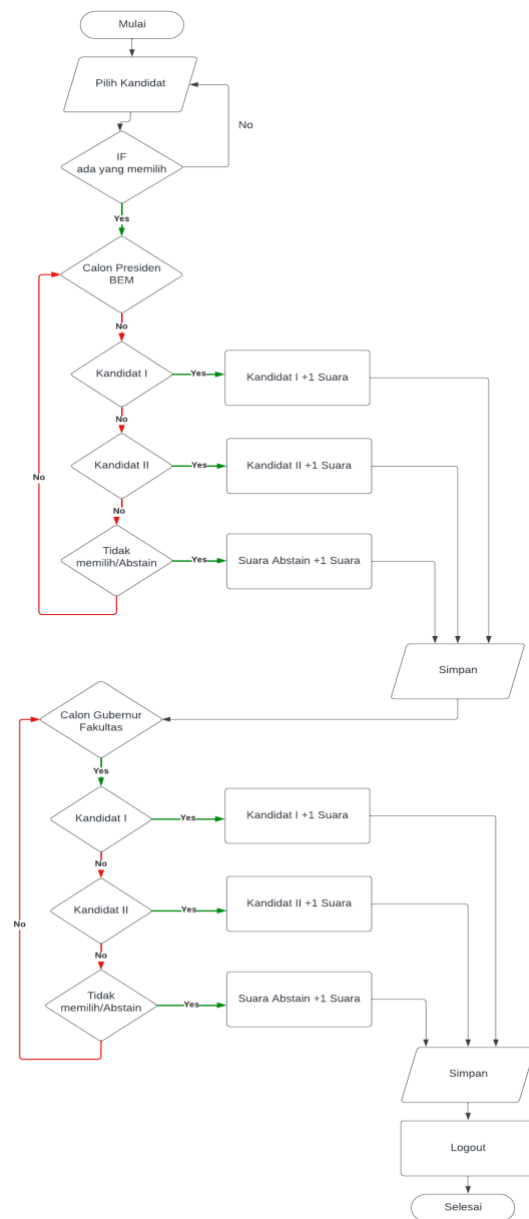 Mulai
Pilih Kandidat
No
IF
ada yang memilih
Yes
Calon Presiden
BEM
No
Kandidat I
Yes
Kandidat I +1 Suara
No
Kandidat II
Yes
Kandidat II +1 Suara
No
No
Tidak
memilih/Abstain
Yes
Suara Abstain +1 Suara
Simpan
Calon Gubernur
Fakultas
Yes
Kandidat I
Yes
Kandidat I +1 Suara
No
Kandidat II
Yes
Kandidat II +1 Suara
No
No
Tidak
memilih/Abstain
Yes
Suara Abstain +1 Suara
Simpan
Logout
Selesai